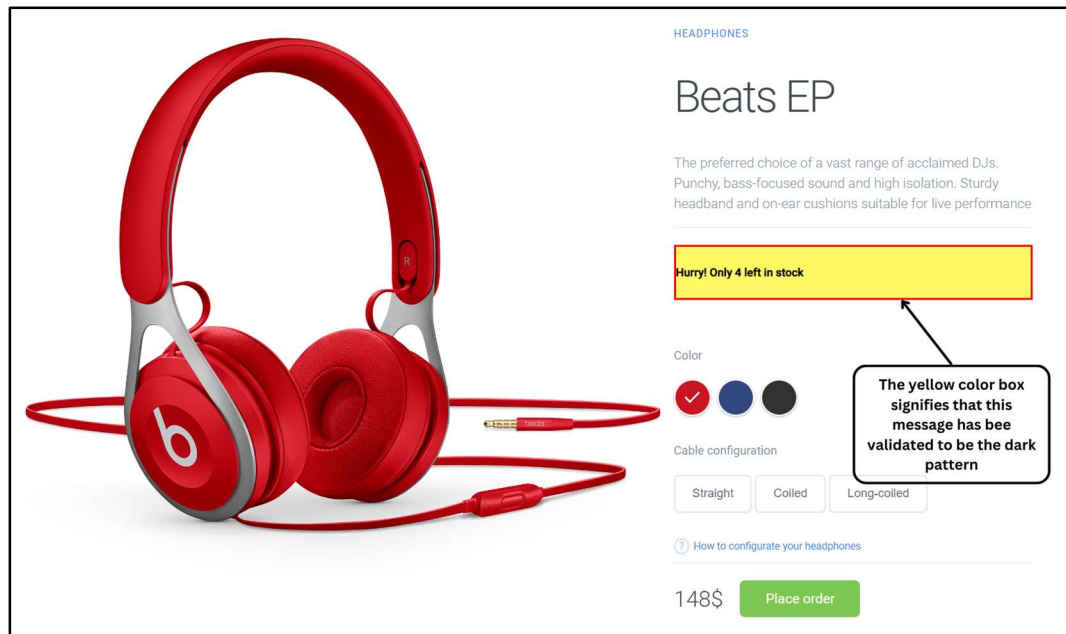 HEADPHONES
Beats EP
The preferred choice of a vast range of acclaimed DJs.
Punchy, bass-focused sound and high isolation. Sturdy
headband and on-ear cushions suitable for live performance
Hurry! Only 4 left in stock
Color
The yellow color box
signifies that this
message has bee
validated to be the dark
pattern
Cable configuration
Straight
Coiled
Long-coiled
? How to configurate your headphones
148$
Place order
R
b
beats